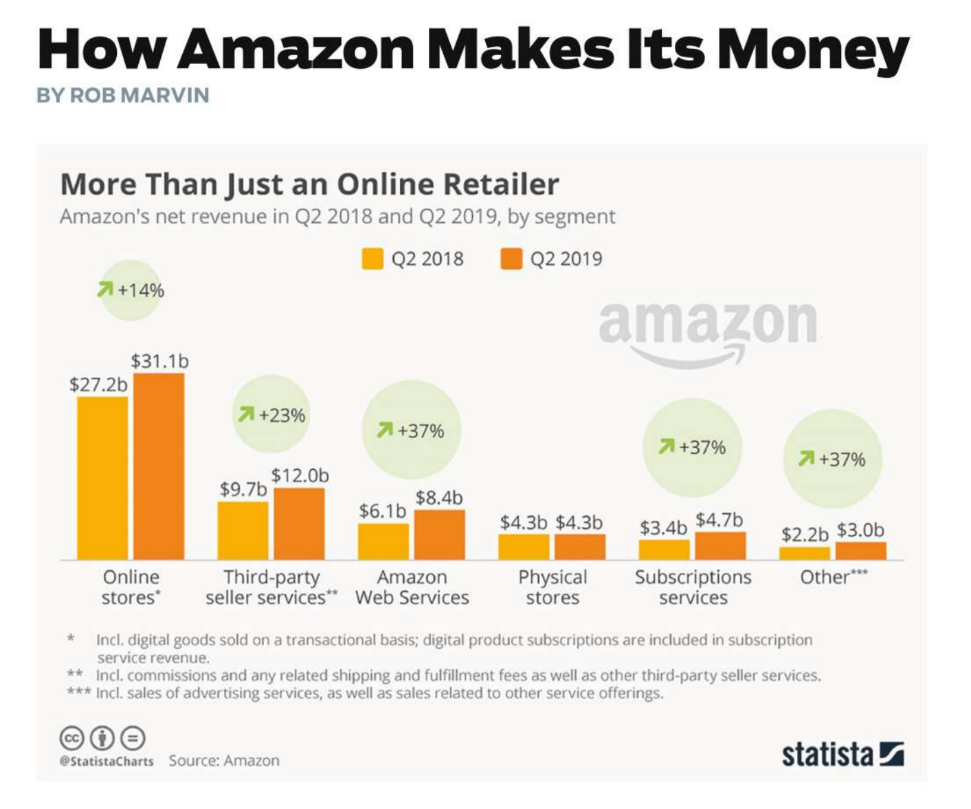 How Amazon Makes Its Money
BY ROB MARVIN
More Than Just an Online Retailer
Amazon's net revenue in Q2 2018 and Q2 2019, by segment
Q2 2018 Q2 2019
+14%
amazon
$31.1b
$27.2b
+23%
+37%
+37%
+37%
$12.0b
$9.7b
$8.4b
$6.1b
$4.3b $4.3b
$4.7b
$3.4b
$3.0b
$2.2b
Online
stores*
Third-party
seller services**
Amazon
Web Services
Physical
stores
Subscriptions
services
Other***
* Incl. digital goods sold on a transactional basis; digital product subscriptions are included in subscription
service revenue.
** Incl. commissions and any related shipping and fulfillment fees as well as other third-party seller services.
*** Incl. sales of advertising services, as well as sales related to other service offerings.
cc
@StatistaCharts Source: Amazon
statista